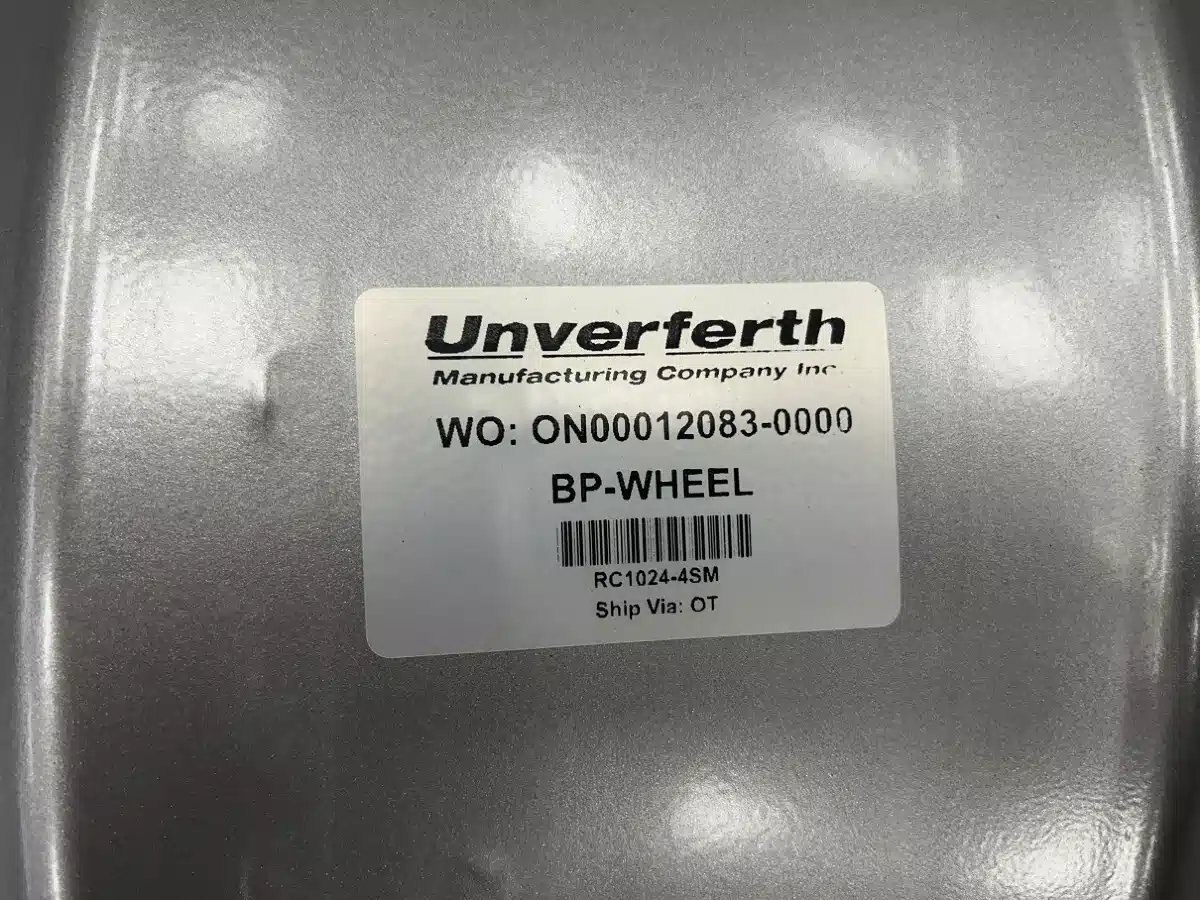 Unverferth
Manufacturing Company Inc.
WO: ON00012083-0000
BP-WHEEL
RC1024-4SM
Ship Via: OT